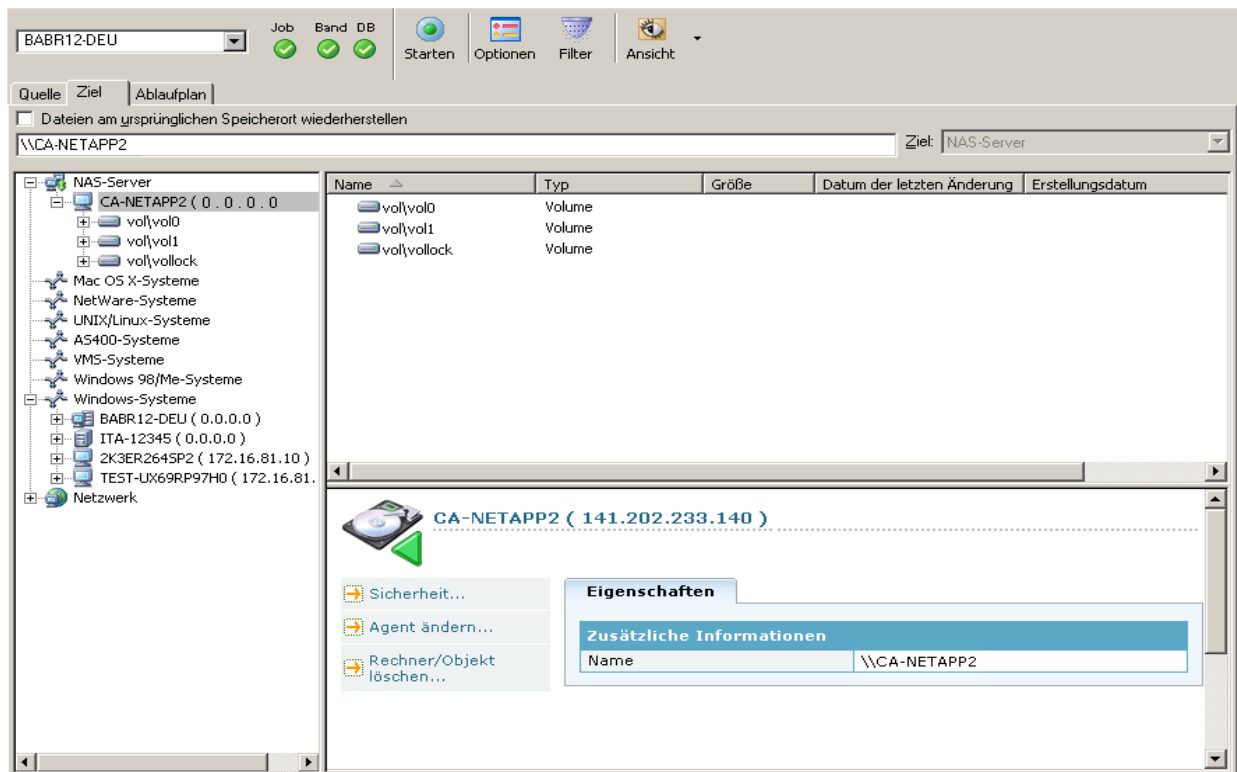 BABR12-DEU
Job Band DB
Starten Optionen Filter Ansicht
Quelle Ziel Ablaufplan
Dateien am ursprünglichen Speicherort wiederherstellen
\\CA-NETAPP2 Ziel: NAS-Server
NAS-Server
CA-NETAPP2 ( 0 . 0 . 0 . 0
vol\vol0
vol\vol1
vol\vollock
Mac OS X-Systeme
NetWare-Systeme
UNIX/Linux-Systeme
AS400-Systeme
VMS-Systeme
Windows 98/Me-Systeme
Windows-Systeme
BABR12-DEU ( 0.0.0.0 )
ITA-12345 ( 0.0.0.0 )
2K3ER264SP2 ( 172.16.81.10 )
TEST-UX69RP97H0 ( 172.16.81.
Netzwerk
Name Typ Größe Datum der letzten Änderung Erstellungsdatum
vol\vol0 Volume
vol\vol1 Volume
vol\vollock Volume
CA-NETAPP2 ( 141.202.233.140 )
Sicherheit...
Agent ändern...
Rechner/Objekt
löschen...
Eigenschaften
Zusätzliche Informationen
Name \\CA-NETAPP2